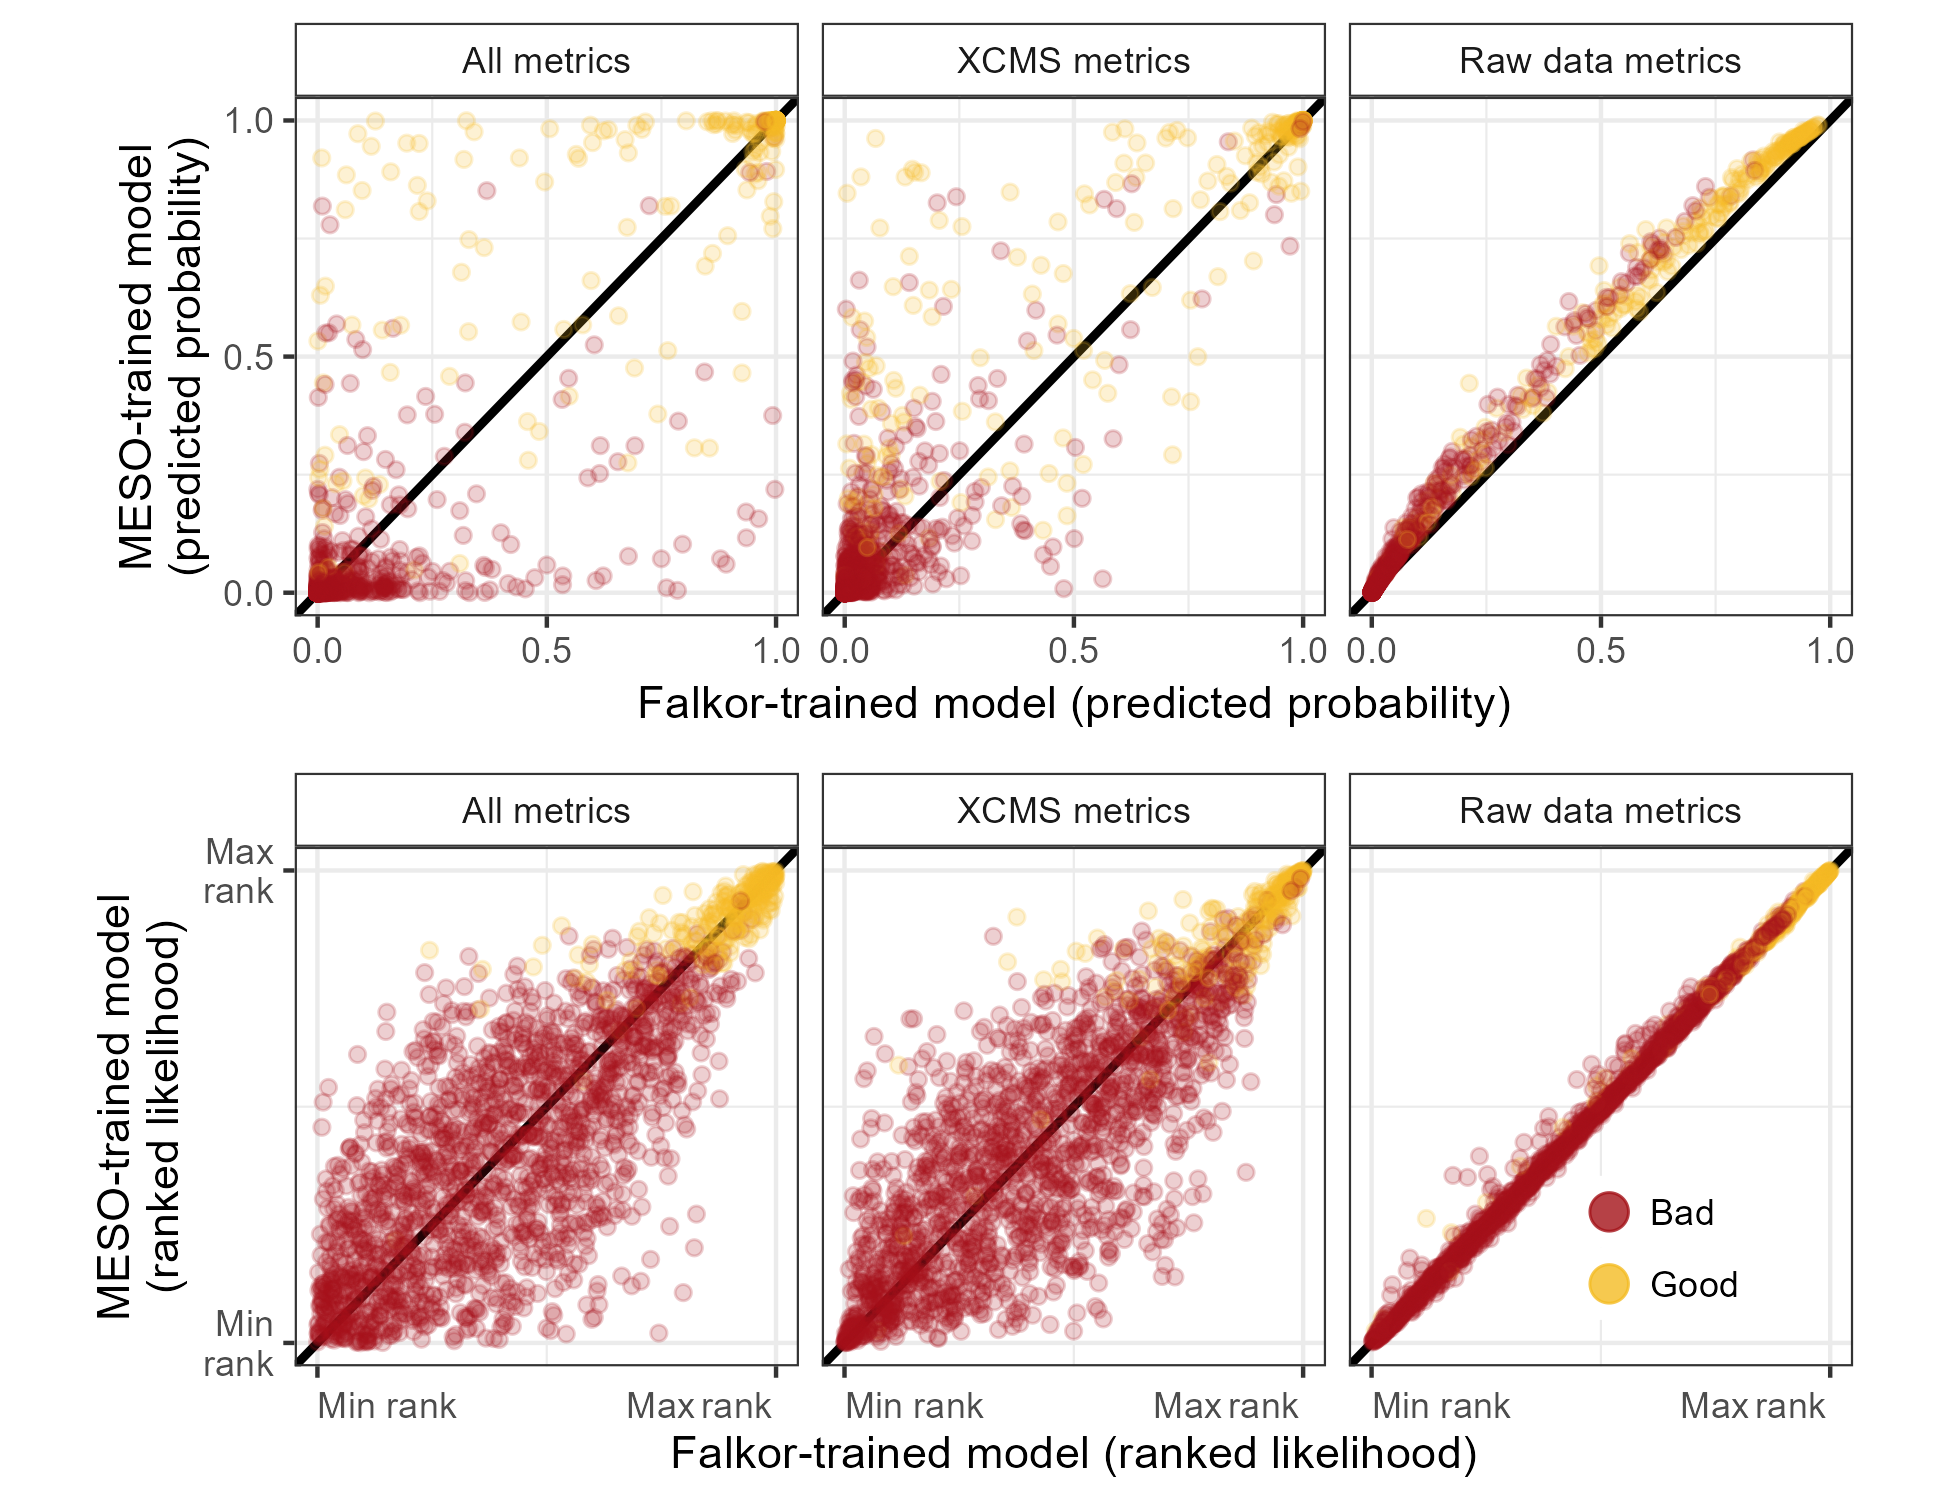 All metrics
XCMS metrics
Raw data metrics
MESO-trained model
(predicted probability)
1.0
0.5
0.0
0.0 0.5 1.0
0.0 0.5 1.0
0.0 0.5 1.0
Falkor-trained model (predicted probability)
All metrics
XCMS metrics
Raw data metrics
MESO-trained model
(ranked likelihood)
Max
rank
Min
rank
Bad
Good
Min rank Max rank
Min rank Max rank
Min rank Max rank
Falkor-trained model (ranked likelihood)